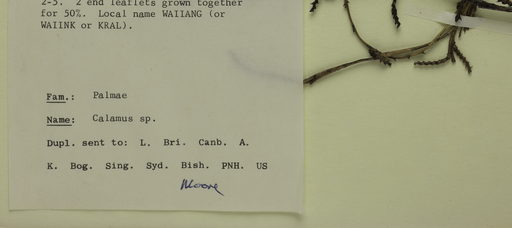 2-3. 2 end leaflets grown together
for 50%. Local name WAIIANG (or
WAIINK or KRAL).
Fam.: Palmae
Name: Calamus sp.
Dupl. sent to: L. Bri. Canb. A.
K. Bog. Sing. Syd. Bish. PNH. US
Moore